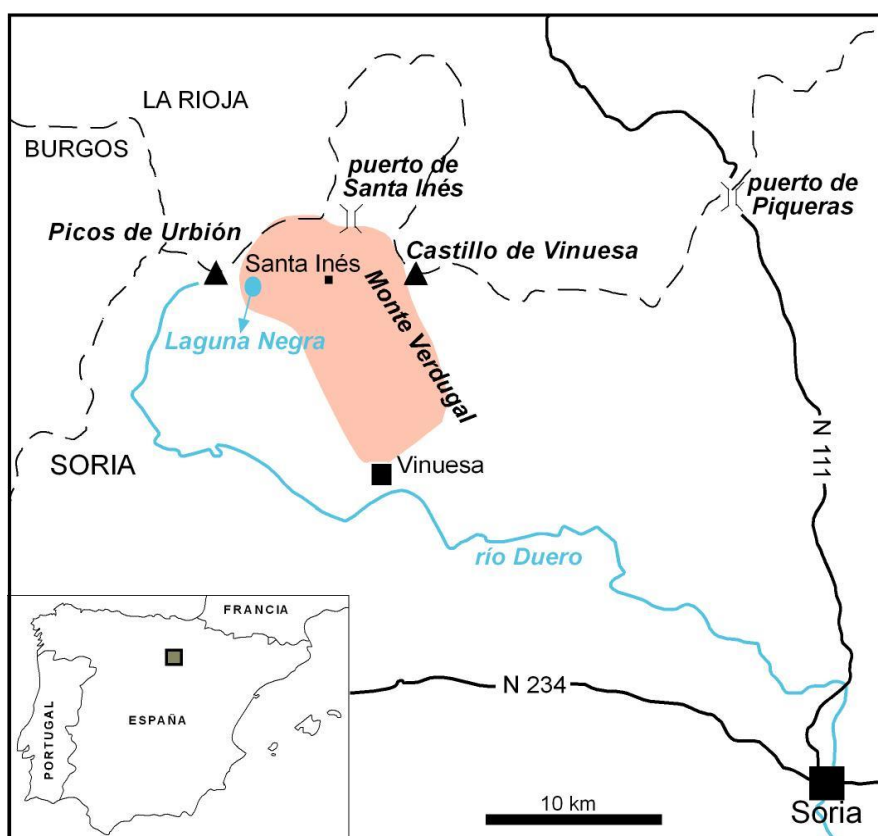 LA RIOJA
BURGOS
puerto de
Santa Inés
puerto de
Piqueras
Picos de Urbión
Castillo de Vinuesa
Santa Inés
Laguna Negra
Monte Verdugal
SORIA
Vinuesa
N 111
río Duero
FRANCIA
PORTUGAL
ESPAÑA
N 234
10 km
Soria